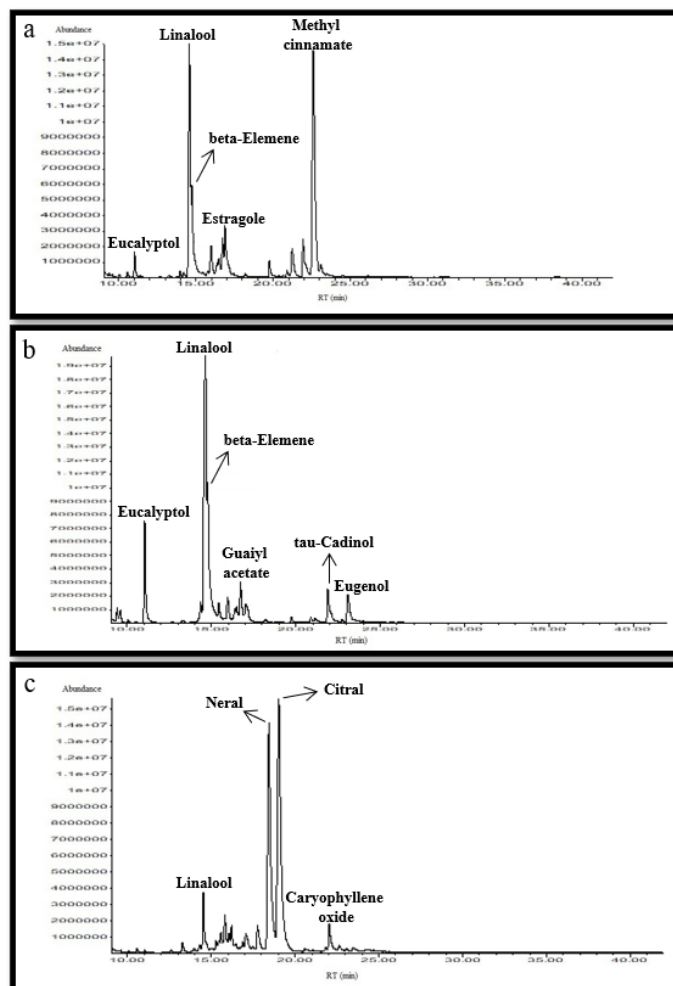 a
Abundance
Linalool
Methyl
cinnamate
1.5e+07
1.4e+07
1.3e+07
1.2e+07
1.1e+07
1e+07
9000000
8000000
7000000
6000000
5000000
4000000
3000000
2000000
1000000
beta-Elemene
Estragole
Eucalyptol
10.00 15.00 20.00 25.00 30.00 35.00 40.00
RT (min)
b
Abundance
Linalool
1.9e+07
1.8e+07
1.7e+07
1.6e+07
1.5e+07
1.4e+07
1.3e+07
1.2e+07
1.1e+07
1e+07
9000000
8000000
7000000
6000000
5000000
4000000
3000000
2000000
1000000
beta-Elemene
Eucalyptol
Guaiyl
acetate
tau-Cadinol
Eugenol
10.00 15.00 20.00 25.00 30.00 35.00 40.00
RT (min)
c
Abundance
Neral
Citral
1.5e+07
1.4e+07
1.3e+07
1.2e+07
1.1e+07
1e+07
9000000
8000000
7000000
6000000
5000000
4000000
3000000
2000000
1000000
Linalool
Caryophyllene
oxide
10.00 15.00 20.00 25.00 30.00 35.00 40.00
RT (min)